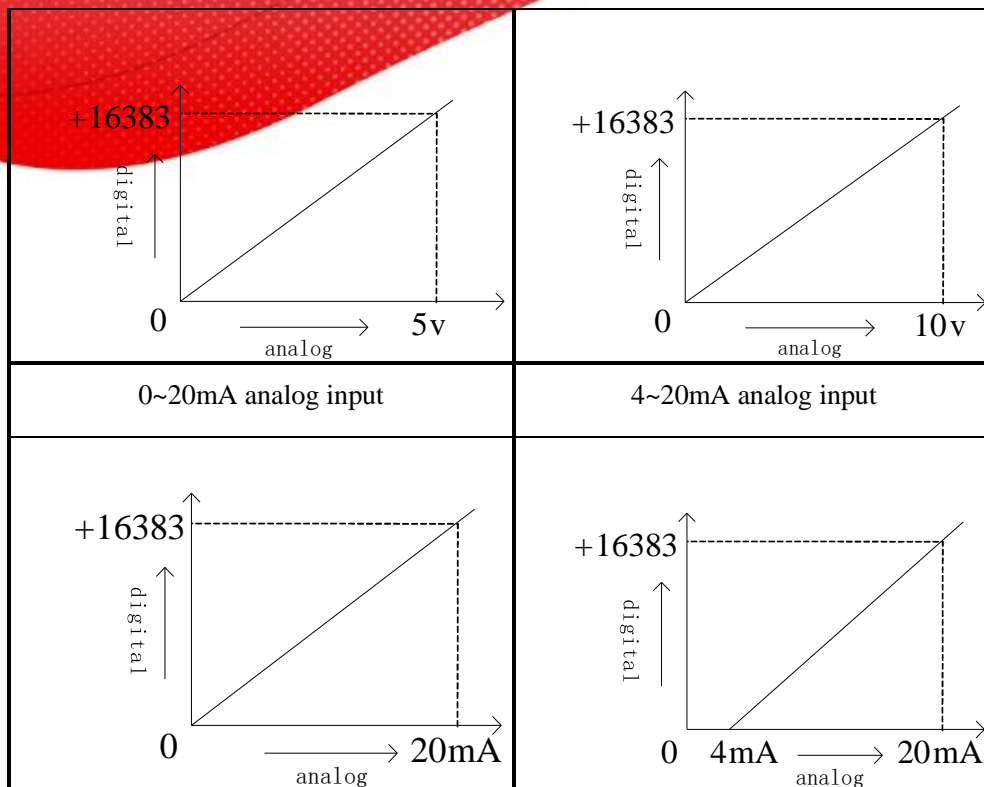 +16383
digital
0
5v
analog
+16383
digital
0
10v
analog
0~20mA analog input
4~20mA analog input
+16383
digital
0
20mA
analog
+16383
digital
0
4mA
20mA
analog